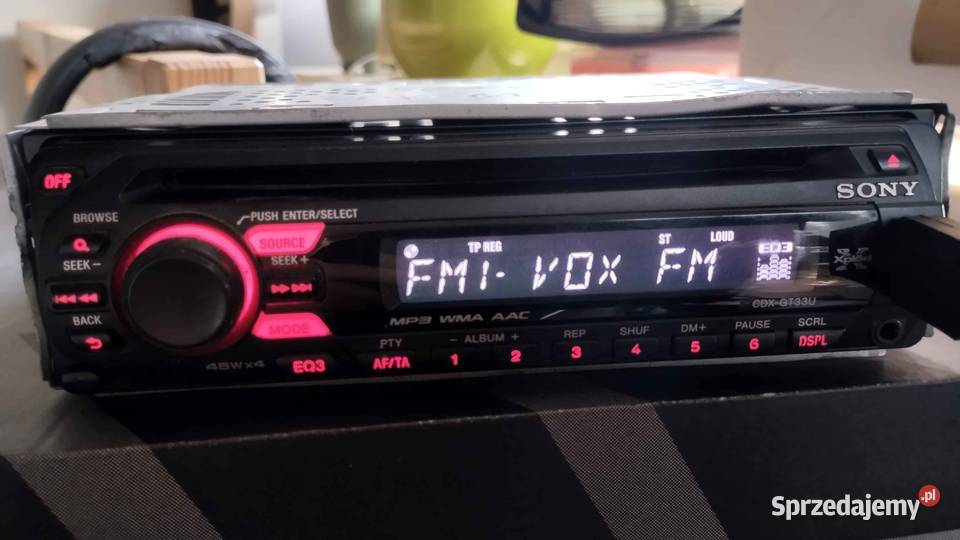 OFF
SONY
BROWSE
PUSH ENTER/SELECT
SOURCE
SEEK -
SEEK +
TP REG
ST
LOUD
EQ3
FM1- VOX FM
Xplod
CDX-GT33U
BACK
MODE
MP3 WMA AAC
45W×4
EQ3
PTY
AF/TA
- ALBUM +
1
2
REP
3
SHUF
4
DM+
5
PAUSE
6
SCRL
DSPL
Sprzedajemy.pl